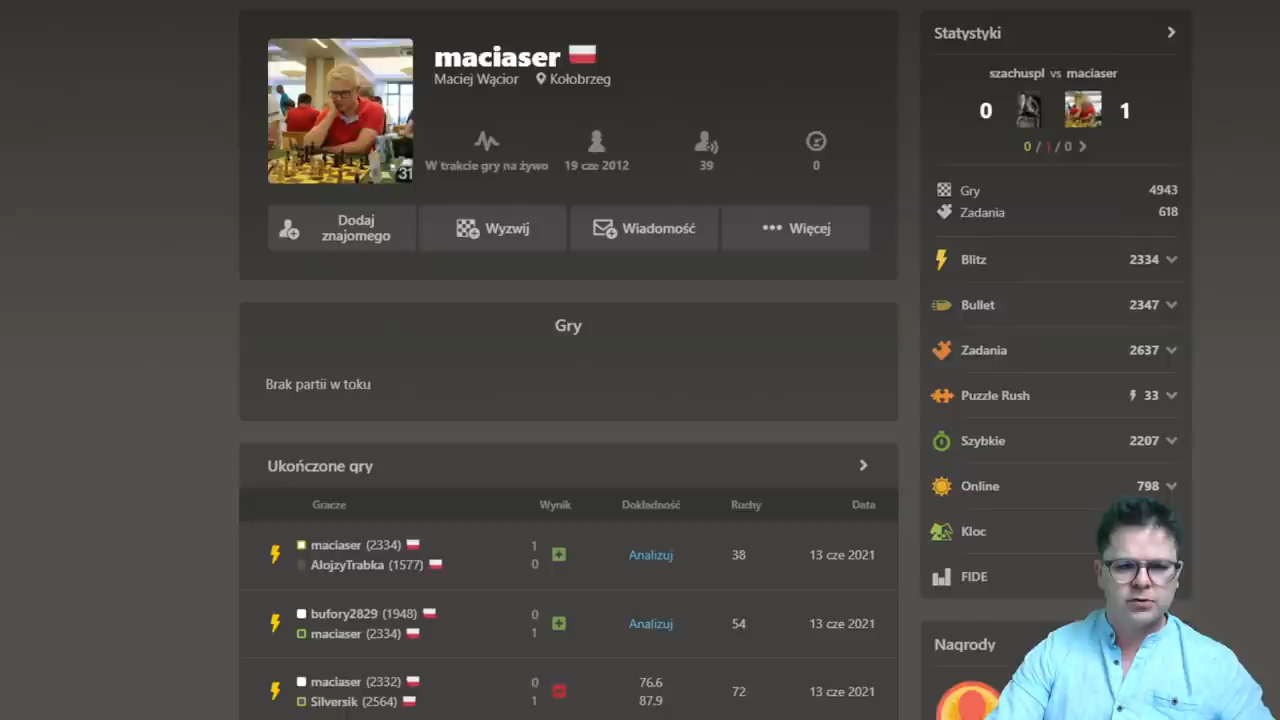 maciaser
Maciej Wącior Kołobrzeg
31
W trakcie gry na żywo 19 cze 2012 39 0
Dodaj znajomego
Wyzwij
Wiadomość
Więcej
Gry
Brak partii w toku
Ukończone gry
Gracze Wynik Dokładność Ruchy Data
maciaser (2334) 1
AlojzyTrabka (1577) 0
Analizuj 38 13 cze 2021
bufory2829 (1948) 0
maciaser (2334) 1
Analizuj 54 13 cze 2021
maciaser (2332) 0 76.6
Silversik (2564) 1 87.9
72 13 cze 2021
Statystyki
szachuspl vs maciaser
0 1
0 / 1 / 0
Gry 4943
Zadania 618
Blitz 2334
Bullet 2347
Zadania 2637
Puzzle Rush 33
Szybkie 2207
Online 798
Kloc
FIDE
Nagrody